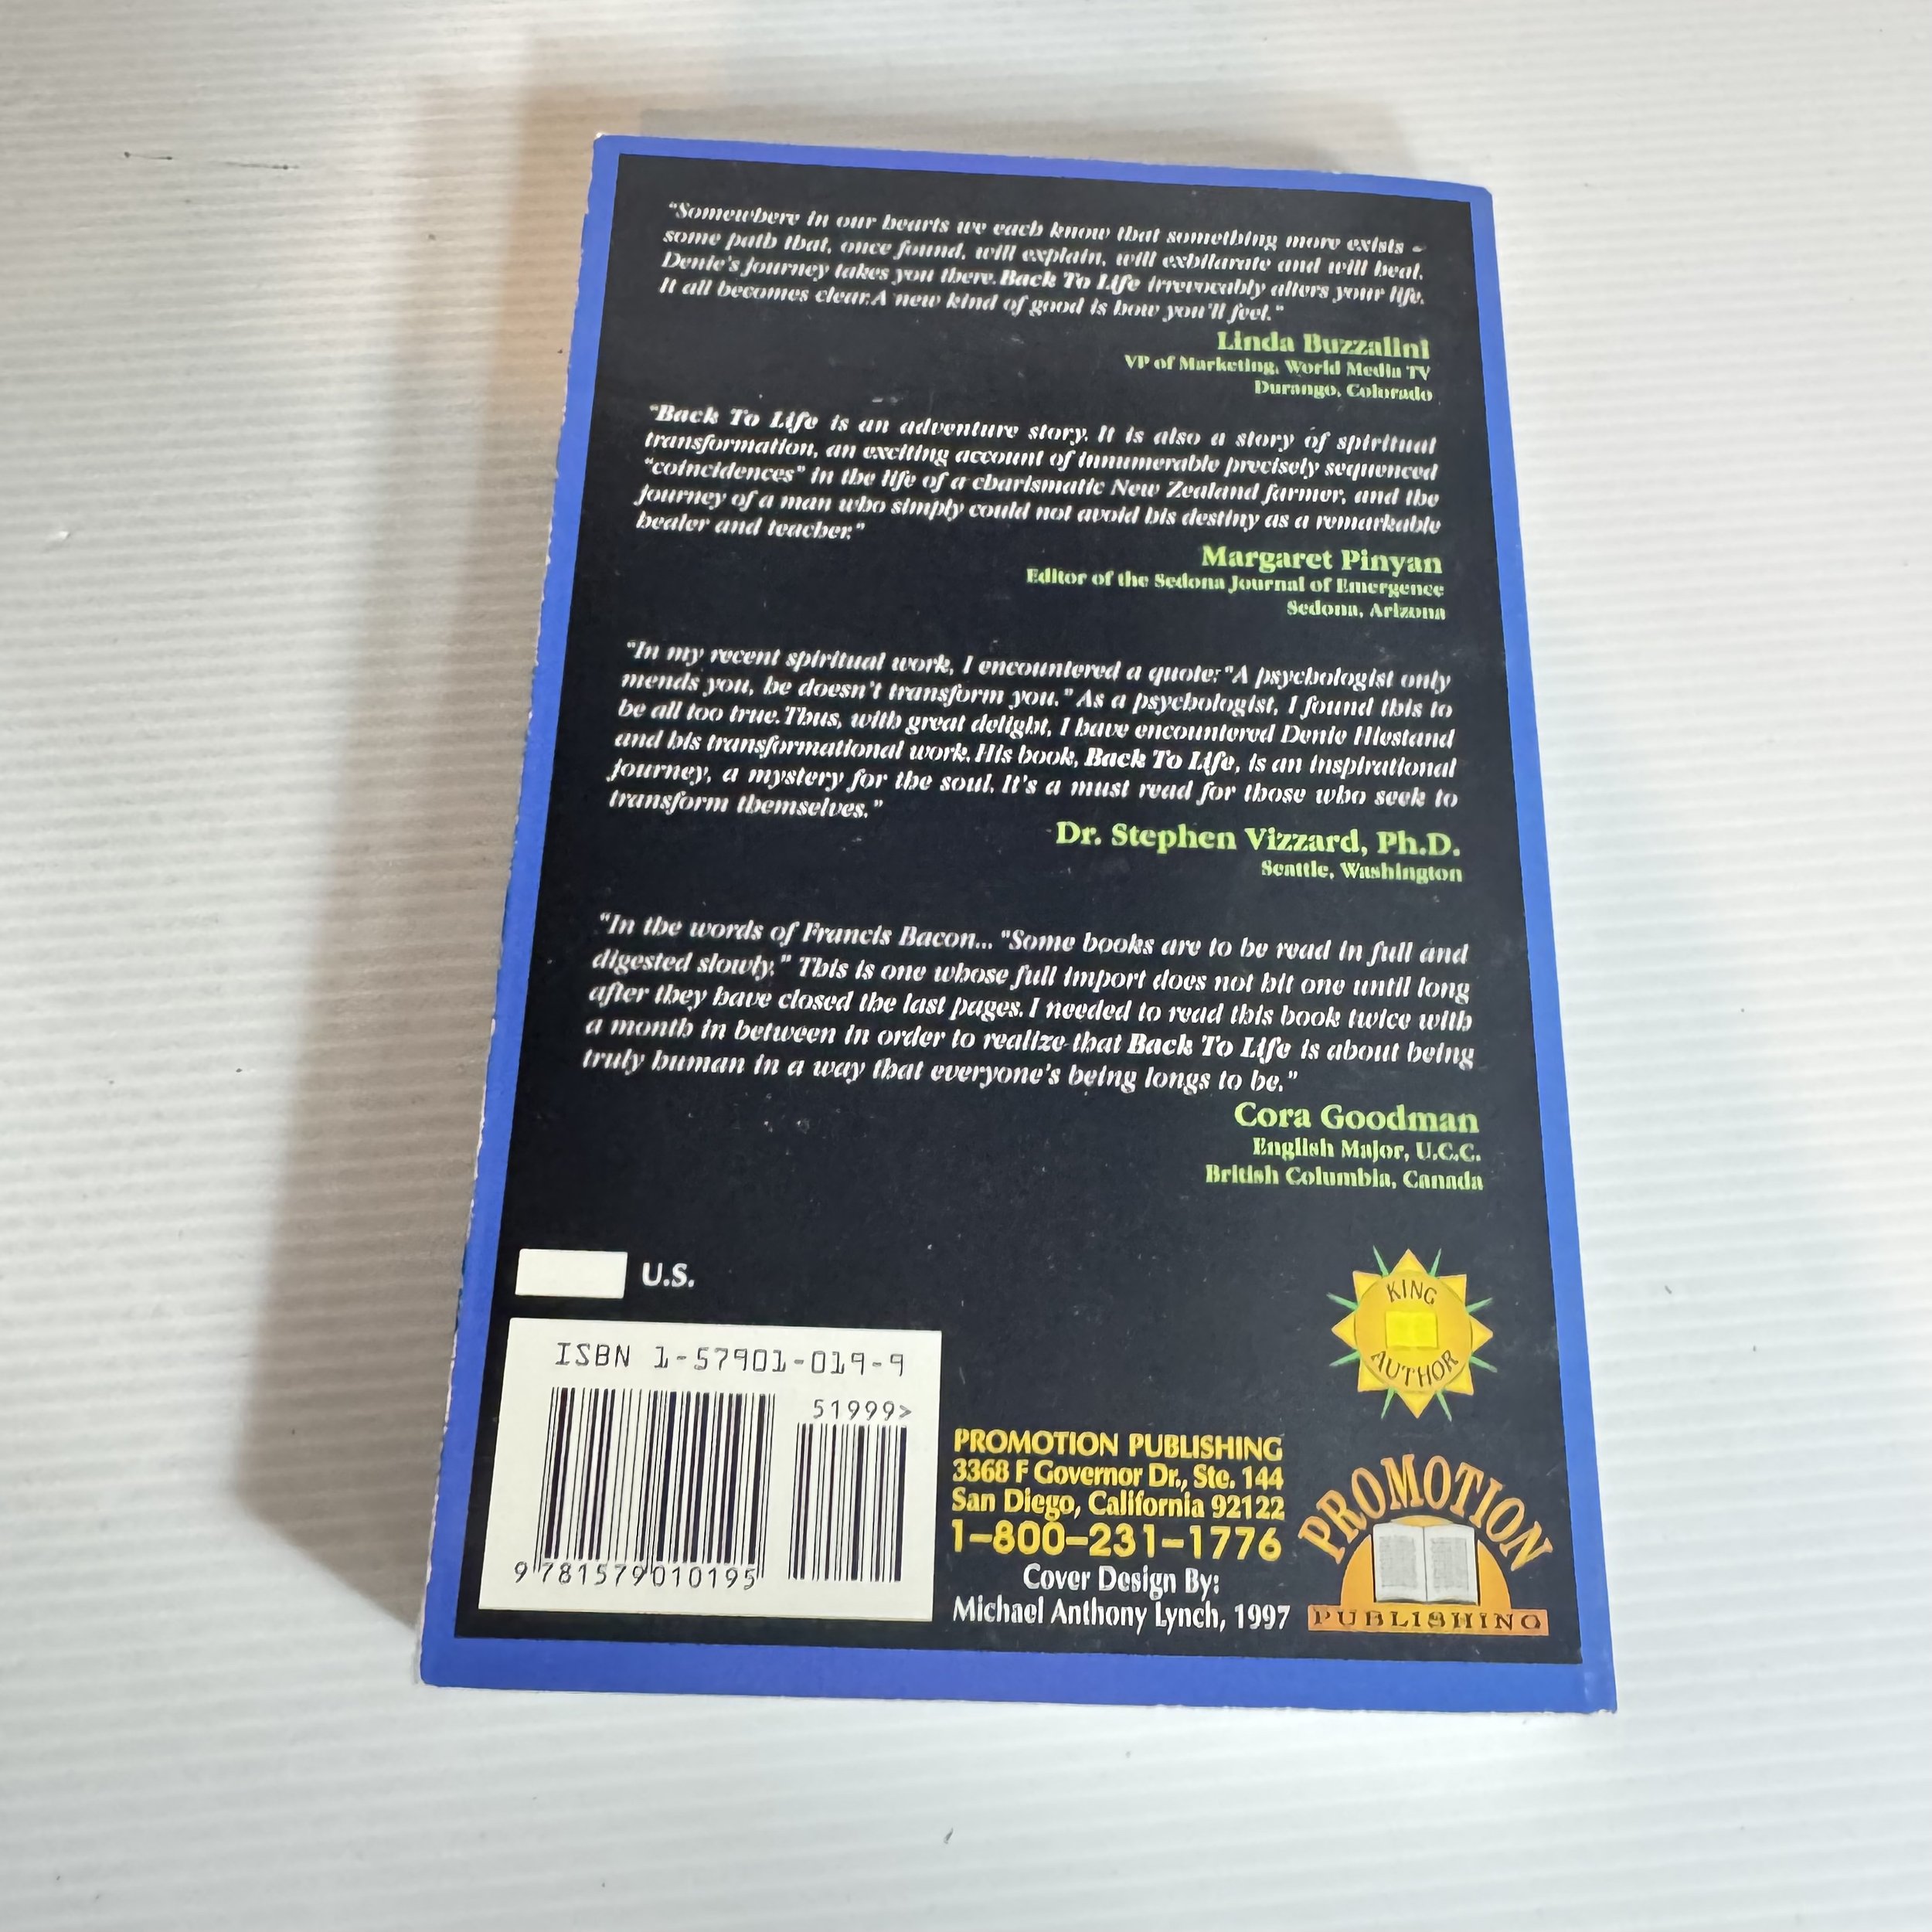 "Somewhere in our hearts we each know that something more exists -
some path that, once found, will explain, will exhilarate and will heal.
Denie's journey takes you there. Back To Life irrevocably alters your life.
It all becomes clear. A new kind of good is how you'll feel."
Linda Buzzalini
VP of Marketing, World Media TV
Durango, Colorado
"Back To Life is an adventure story. It is also a story of spiritual
transformation, an exciting account of innumerable precisely sequenced
"coincidences" in the life of a charismatic New Zealand farmer, and the
journey of a man who simply could not avoid his destiny as a remarkable
healer and teacher."
Margaret Pinyan
Editor of the Sedona Journal of Emergence
Sedona, Arizona
"In my recent spiritual work, I encountered a quote: "A psychologist only
mends you, he doesn't transform you." As a psychologist, I found this to
be all too true. Thus, with great delight, I have encountered Denie Hiestand
and his transformational work. His book, Back To Life, is an inspirational
journey, a mystery for the soul. It's a must read for those who seek to
transform themselves."
Dr. Stephen Vizzard, Ph.D.
Seattle, Washington
"In the words of Francis Bacon... "Some books are to be read in full and
digested slowly." This is one whose full import does not hit one until long
after they have closed the last pages. I needed to read this book twice with
a month in between in order to realize that Back To Life is about being
truly human in a way that everyone's being longs to be."
Cora Goodman
English Major, U.C.C.
British Columbia, Canada
U.S.
KING
AUTHOR
ISBN 1-57901-019-9
51999>
9 781579 010195
PROMOTION PUBLISHING
3368 F Governor Dr., Ste. 144
San Diego, California 92122
1-800-231-1776
Cover Design By:
Michael Anthony Lynch, 1997
PROMOTION
PUBLISHING